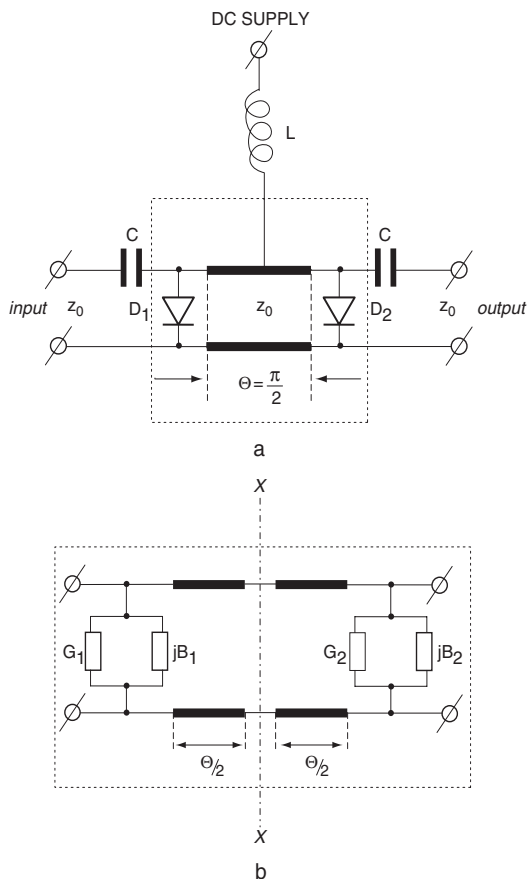 DC SUPPLY
L
C C
input z₀ D₁ z₀ D₂ z₀ output
Θ = π/2
a
X
G₁ jB₁ G₂ jB₂
Θ/2 Θ/2
X
b